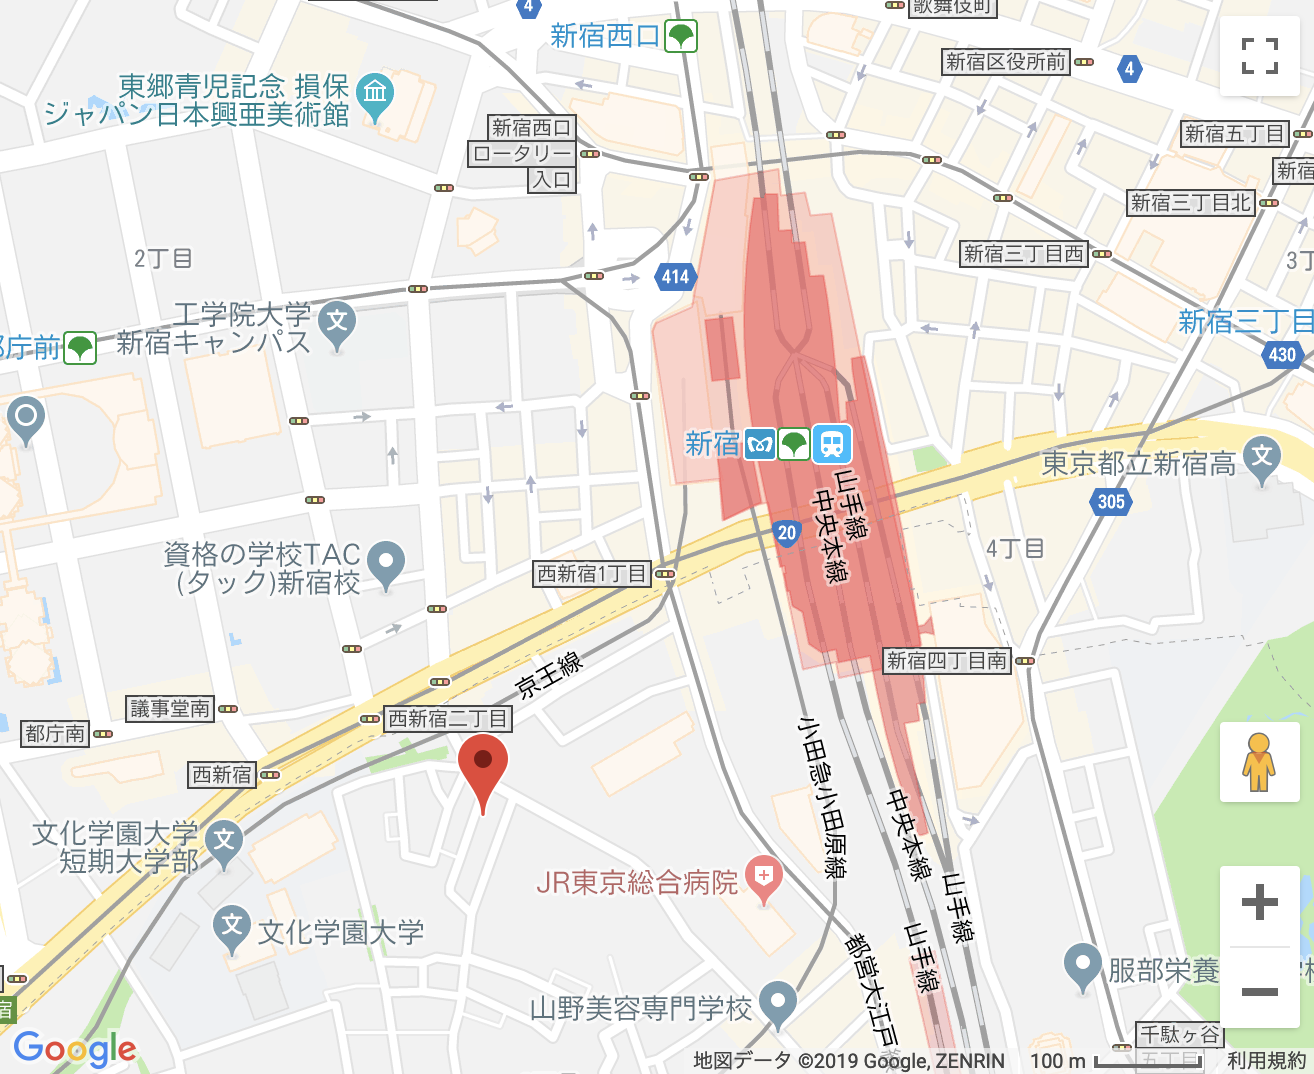 4
新宿西口
歌舞伎町
新宿区役所前
4
東郷青児記念 損保
ジャパン日本興亜美術館
新宿西口
ロータリー
入口
新宿五丁目
新宿三丁目北
2丁目
414
新宿三丁目西
工学院大学
新宿キャンパス
新宿三丁目
430
庁前
新宿
山手線
中央本線
東京都立新宿高
305
20
4丁目
資格の学校TAC
(タック)新宿校
西新宿1丁目
京王線
新宿四丁目南
議事堂南
都庁南
西新宿二丁目
西新宿
小田急小田原線
中央本線
山手線
文化学園大学
短期大学部
JR東京総合病院
文化学園大学
山手線
都営大江戸
服部栄養
山野美容専門学校
千駄ヶ谷
五丁目
Google
地図データ ©2019 Google, ZENRIN
100 m
利用規約